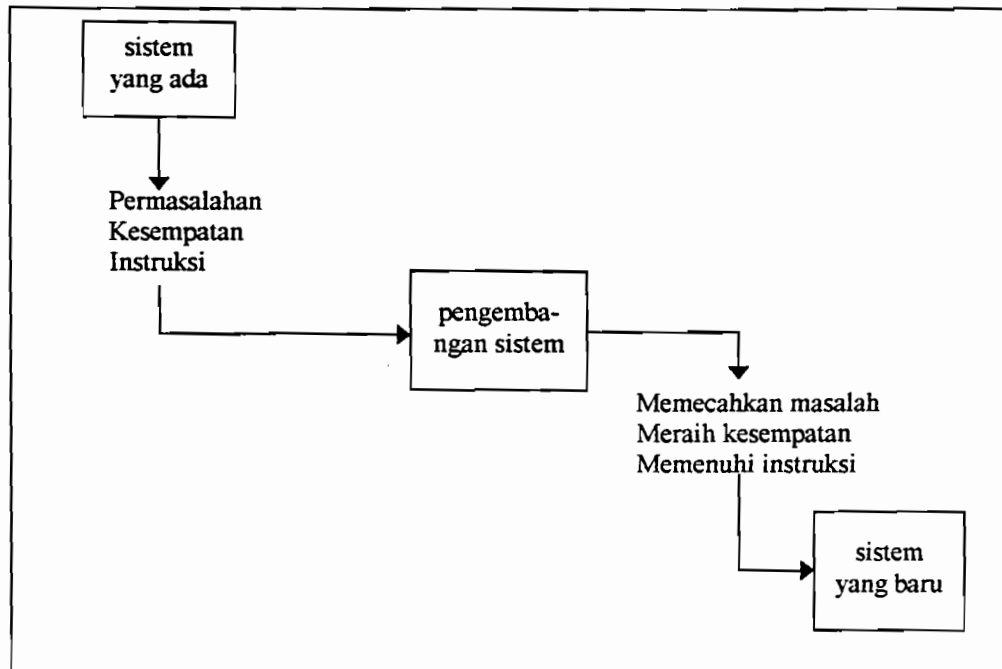 sistem
yang ada
Permasalahan
Kesempatan
Instruksi
pengemba-
ngan sistem
Memecahkan masalah
Meraih kesempatan
Memenuhi instruksi
sistem
yang baru